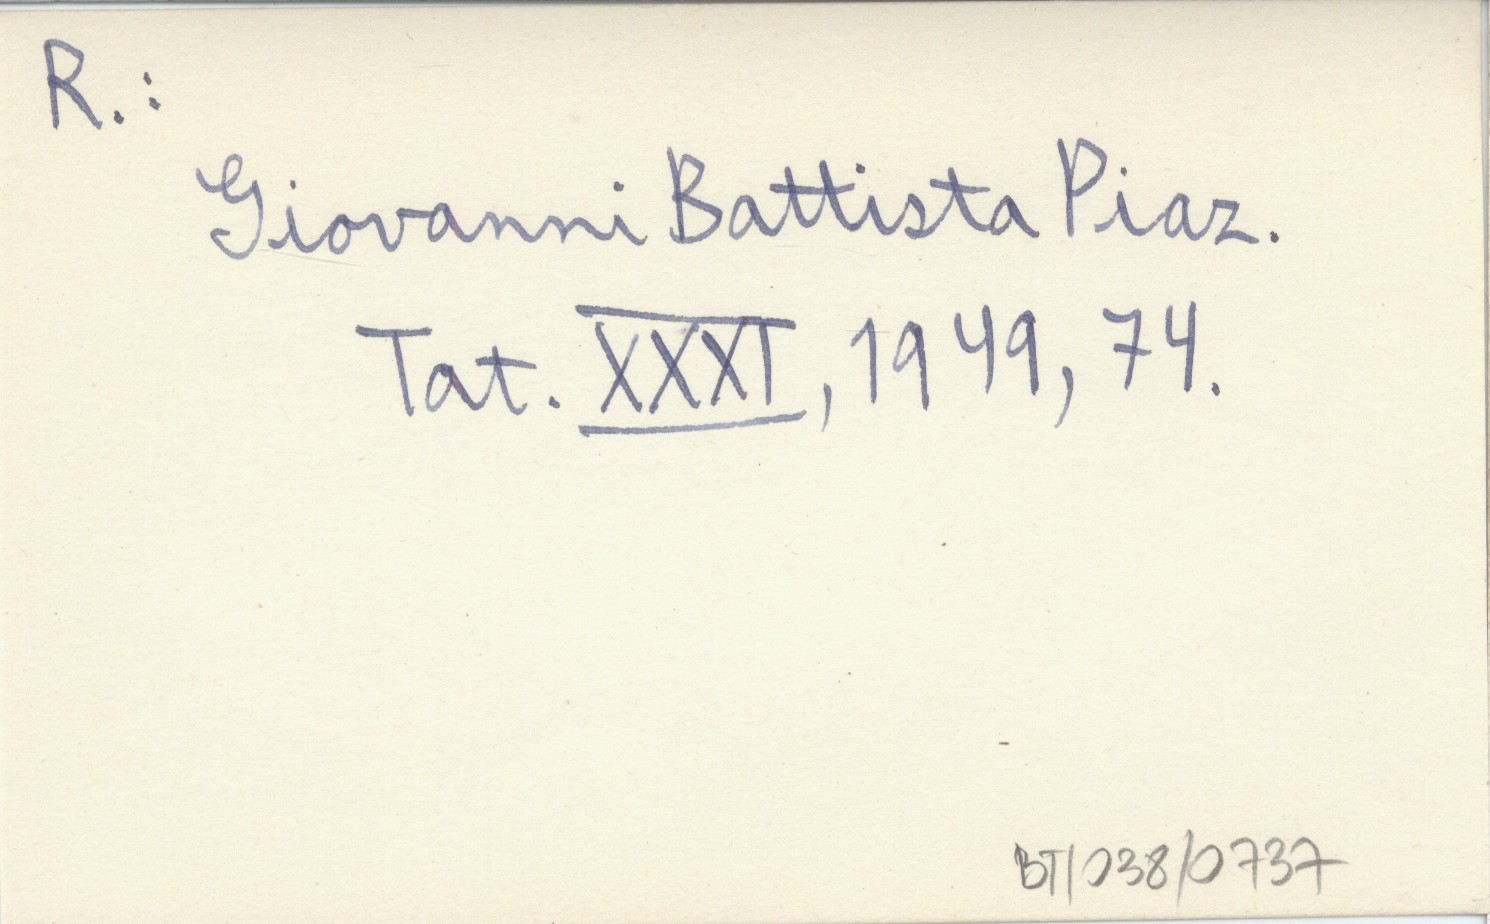 R.:
Giovanni Battista Piaz.
Tat. XXXI, 1949, 74.
BT/038/0737